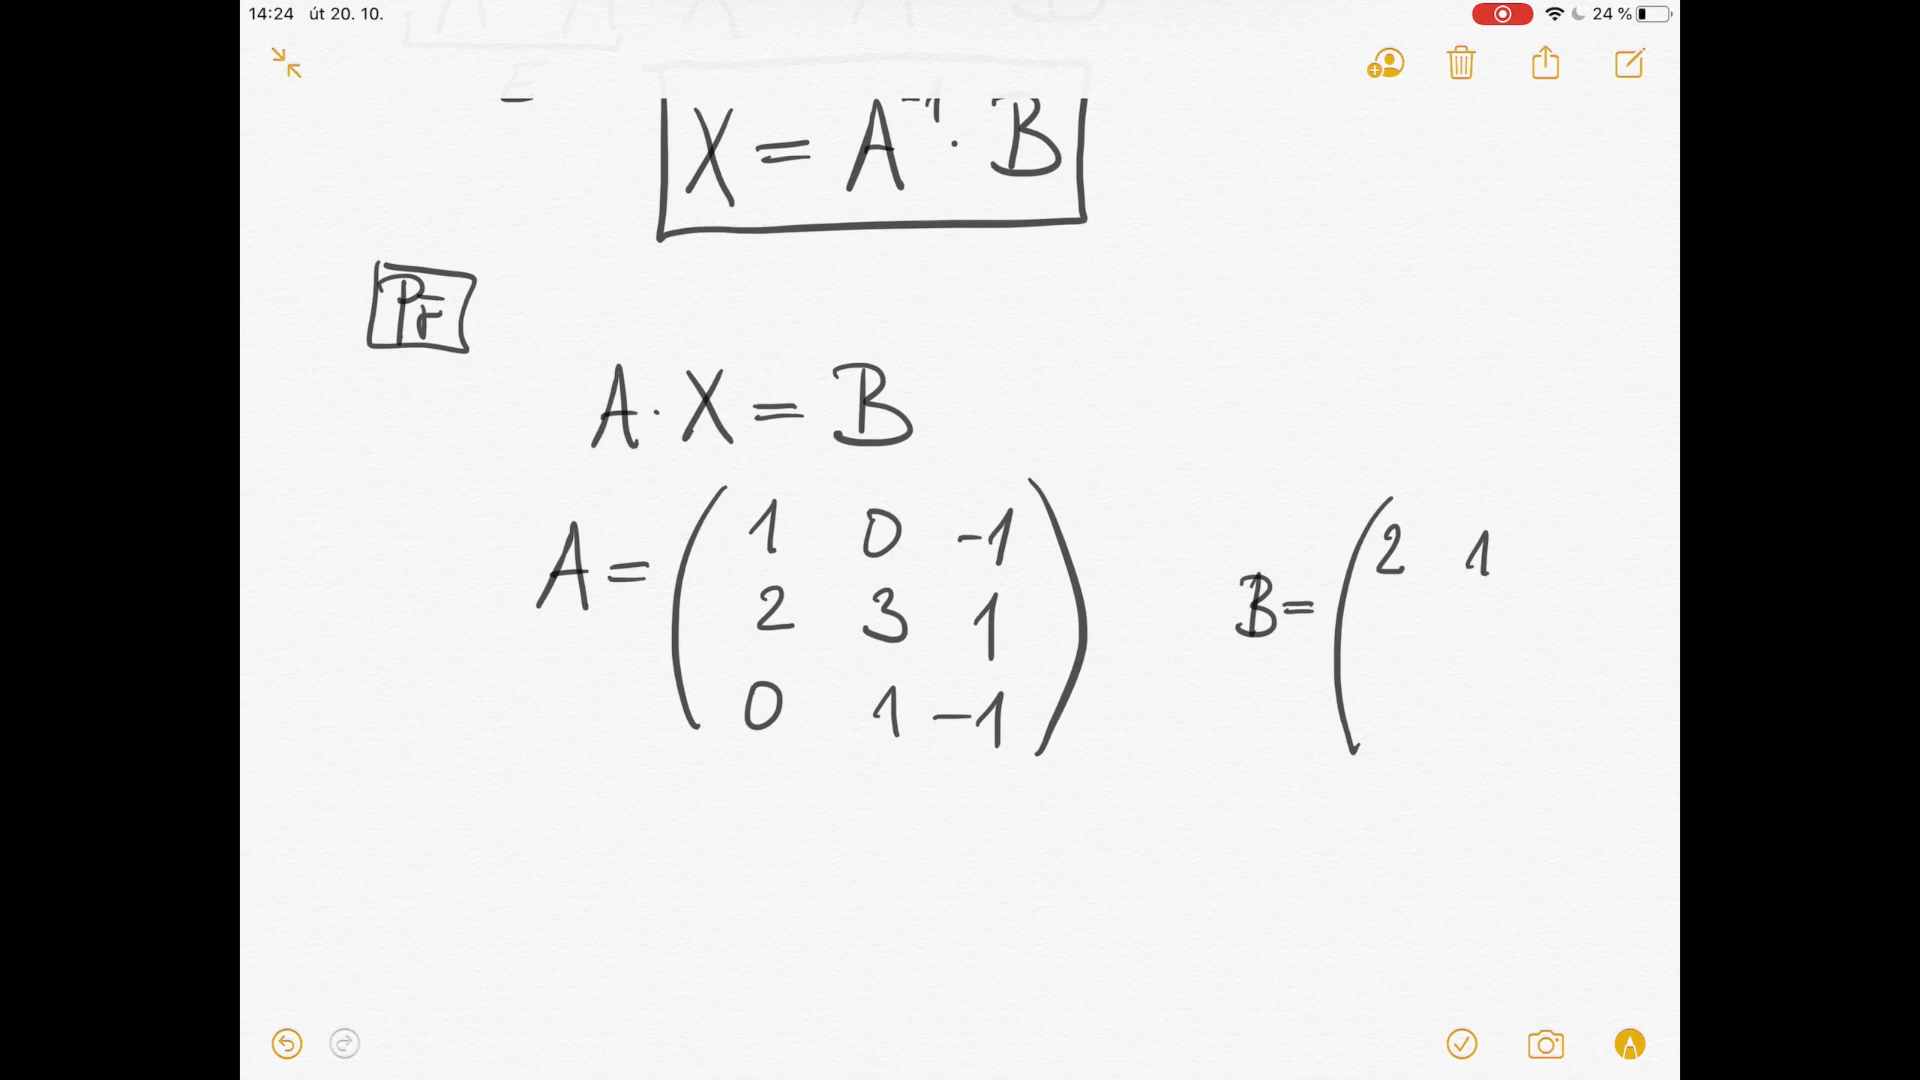 14:24 út 20. 10. 24 %
E
X = A⁻¹ · B
Př
A · X = B
A = ( 1 0 -1
2 3 1
0 1 -1 )
B = ( 2 1